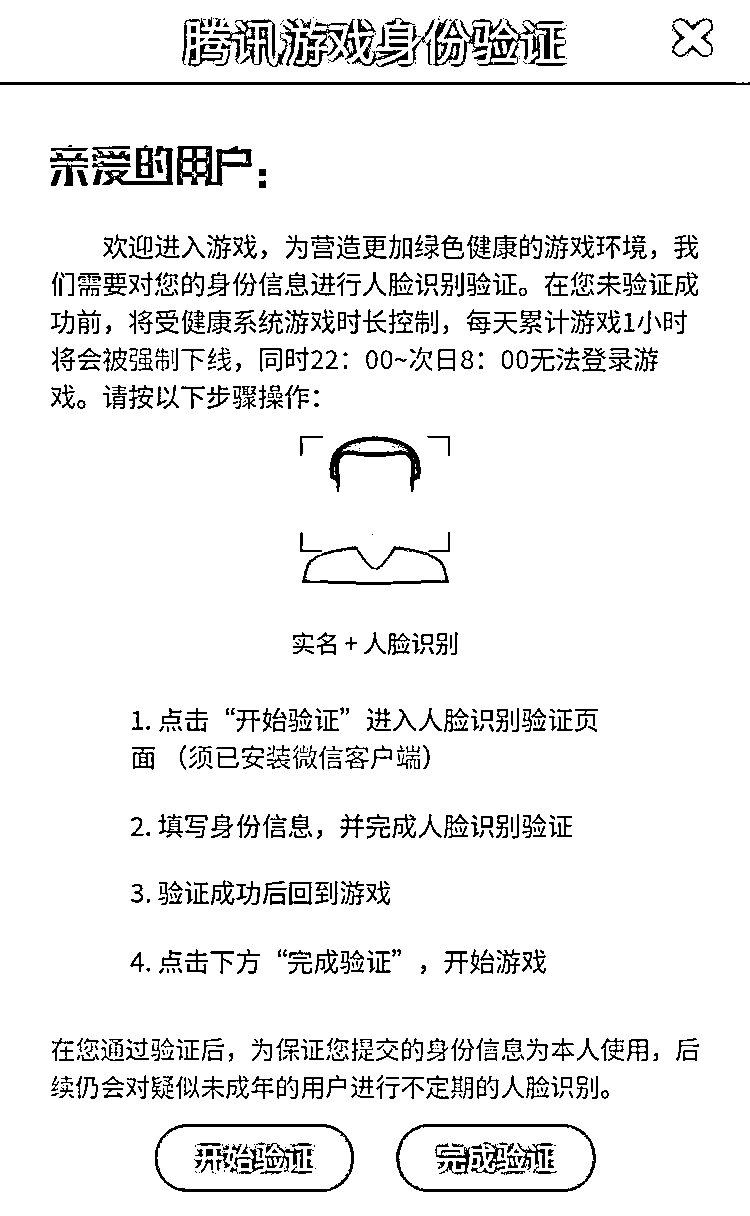 腾讯游戏身份验证
亲爱的用户:
欢迎进入游戏，为营造更加绿色健康的游戏环境，我
们需要对您的身份信息进行人脸识别验证。在您未验证成
功前，将受健康系统游戏时长控制，每天累计游戏1小时
将会被强制下线，同时22：00~次日8：00无法登录游
戏。请按以下步骤操作：
实名 + 人脸识别
1. 点击“开始验证”进入人脸识别验证页
面 （须已安装微信客户端）
2. 填写身份信息，并完成人脸识别验证
3. 验证成功后回到游戏
4. 点击下方“完成验证”，开始游戏
在您通过验证后，为保证您提交的身份信息为本人使用，后
续仍会对疑似未成年的用户进行不定期的人脸识别。
开始验证
完成验证